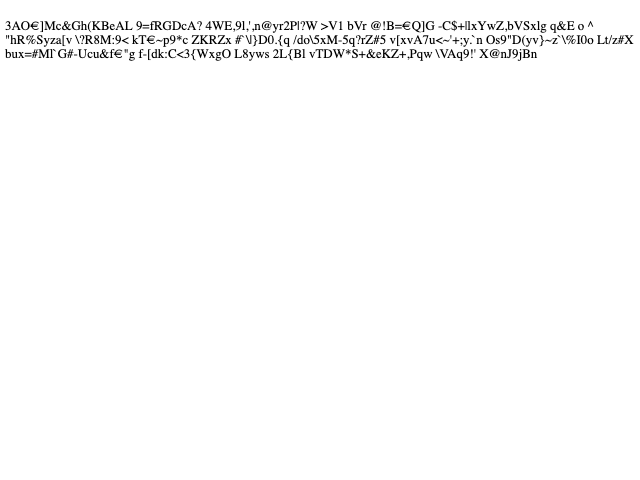 3AO€]Mc&Gh(KBeAL 9=fRGDcA? 4WE,9l,',n@yr2P|?W >V1 bVr @!B=€Q]G -C$+l|xYwZ,bVSxlg q&E o ^
"hR%Syza[v \?R8M:9< kT€~p9*c ZKRZx #`\l}D0.{q /do\5xM-5q?rZ#5 v[xvA7u<~'+;y.`n Os9"D(yv}~z`\%I0o Lt/z#X
bux=#Mf`G#-Ucu&f€"g f-[dk:C<3{WxgO L8yws 2L{Bl vTDW*S+&eKZ+,Pqw \VAq9!' X@nJ9jBn